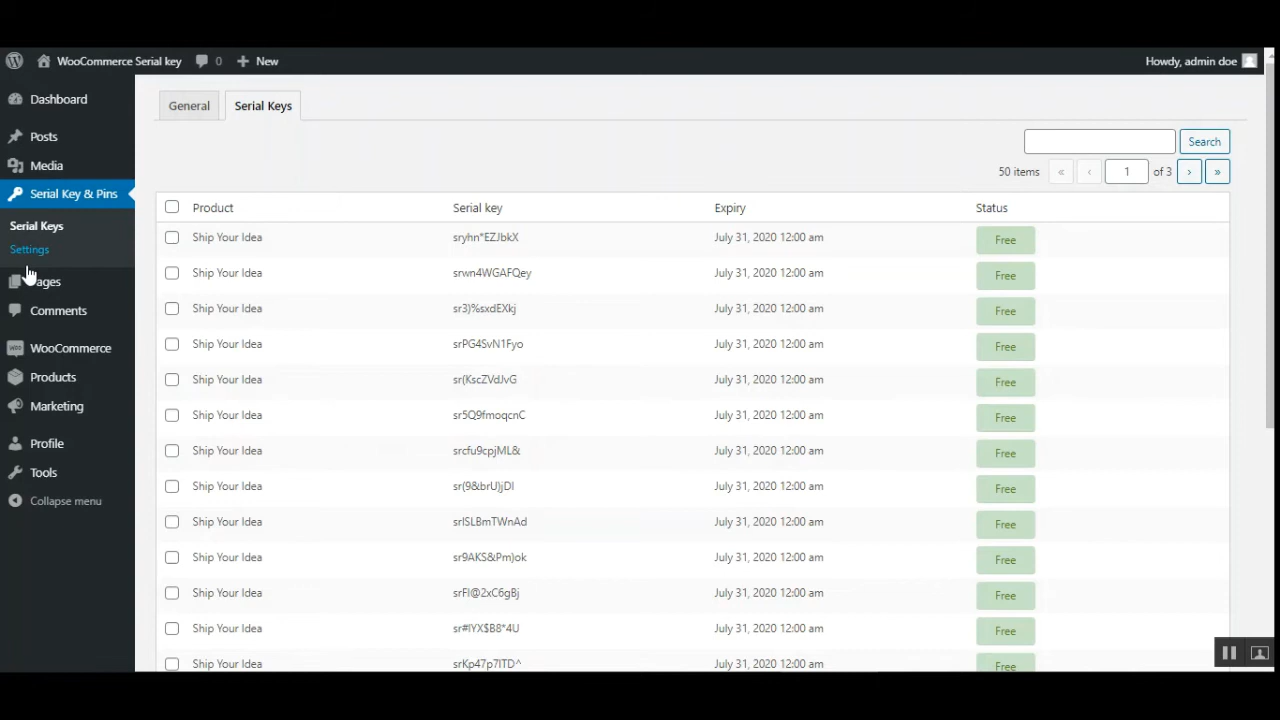 WooCommerce Serial key 0 New Howdy, admin doe
Dashboard
Posts
Media
Serial Key & Pins
Serial Keys
Settings
ages
Comments
WooCommerce
Products
Marketing
Profile
Tools
Collapse menu
General Serial Keys
Search
50 items « ‹ 1 of 3 › »
Product Serial key Expiry Status
Ship Your Idea sryhn*EZJbkX July 31, 2020 12:00 am Free
Ship Your Idea srwn4WGAFQey July 31, 2020 12:00 am Free
Ship Your Idea sr3)%sxdEXkj July 31, 2020 12:00 am Free
Ship Your Idea srPG4SvN1Fyo July 31, 2020 12:00 am Free
Ship Your Idea sr(KscZVdJvG July 31, 2020 12:00 am Free
Ship Your Idea sr5Q9fmoqcnC July 31, 2020 12:00 am Free
Ship Your Idea srcfu9cpjML& July 31, 2020 12:00 am Free
Ship Your Idea sr(9&brU)jDI July 31, 2020 12:00 am Free
Ship Your Idea srISLBmTWnAd July 31, 2020 12:00 am Free
Ship Your Idea sr9AKS&Pm)ok July 31, 2020 12:00 am Free
Ship Your Idea srFI@2xC6gBj July 31, 2020 12:00 am Free
Ship Your Idea sr#IYX$B8*4U July 31, 2020 12:00 am Free
Ship Your Idea srKp47p7ITD^ July 31, 2020 12:00 am Free